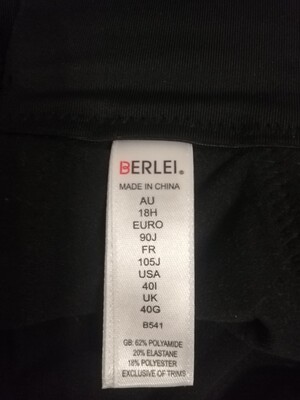 BERLEI.
MADE IN CHINA
AU
18H
EURO
90J
FR
105J
USA
40I
UK
40G
B541
GB: 62% POLYAMIDE
20% ELASTANE
18% POLYESTER
EXCLUSIVE OF TRIMS